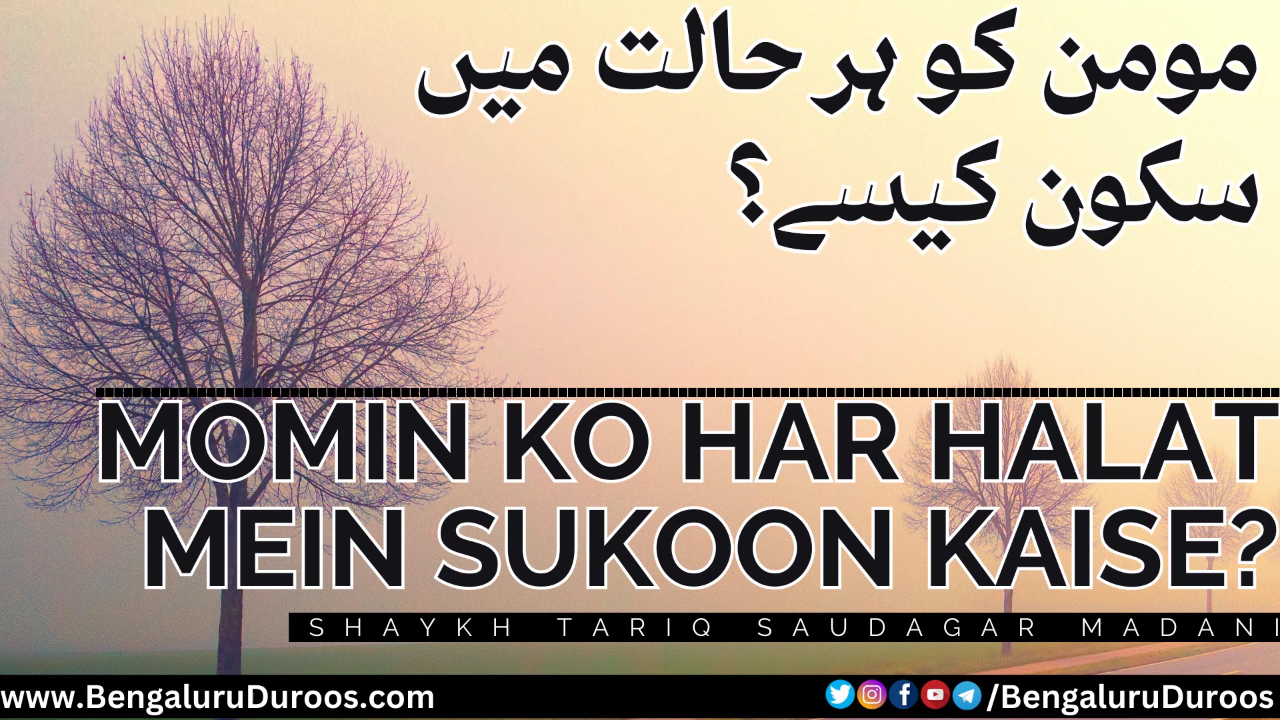 مومن کو ہر حالت میں
سکون کیسے؟
MOMIN KO HAR HALAT
MEIN SUKOON KAISE?
SHAYKH TARIQ SAUDAGAR MADANI
www.BengaluruDuroos.com
/BengaluruDuroos